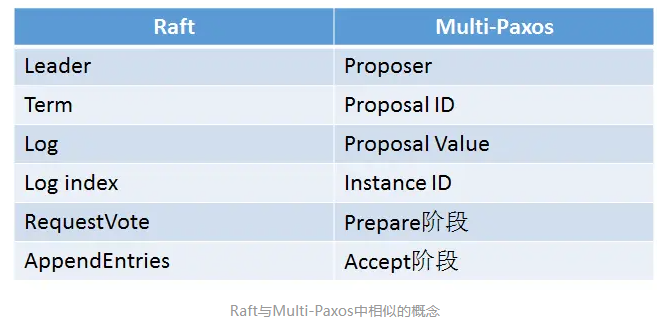 Raft Multi-Paxos
Leader Proposer
Term Proposal ID
Log Proposal Value
Log index Instance ID
RequestVote Prepare阶段
AppendEntries Accept阶段
Raft与Multi-Paxos中相似的概念